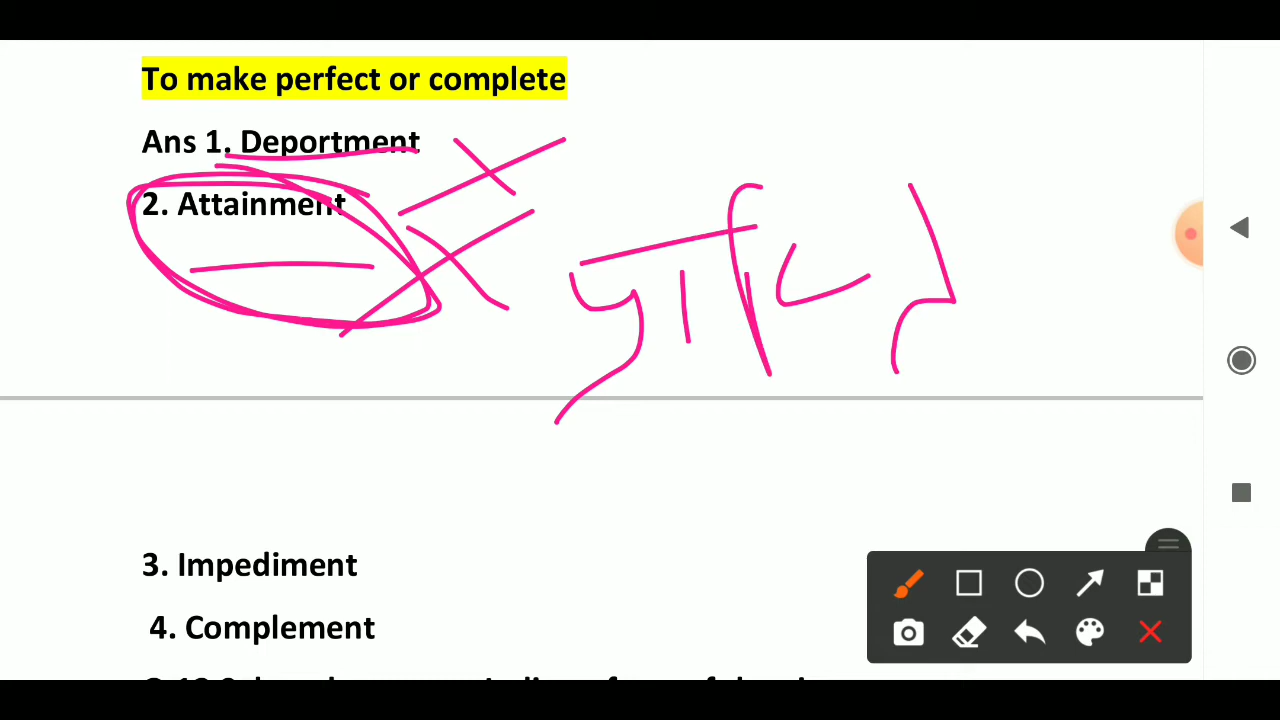 To make perfect or complete
Ans 1. Deportment
2. Attainment
3. Impediment
4. Complement